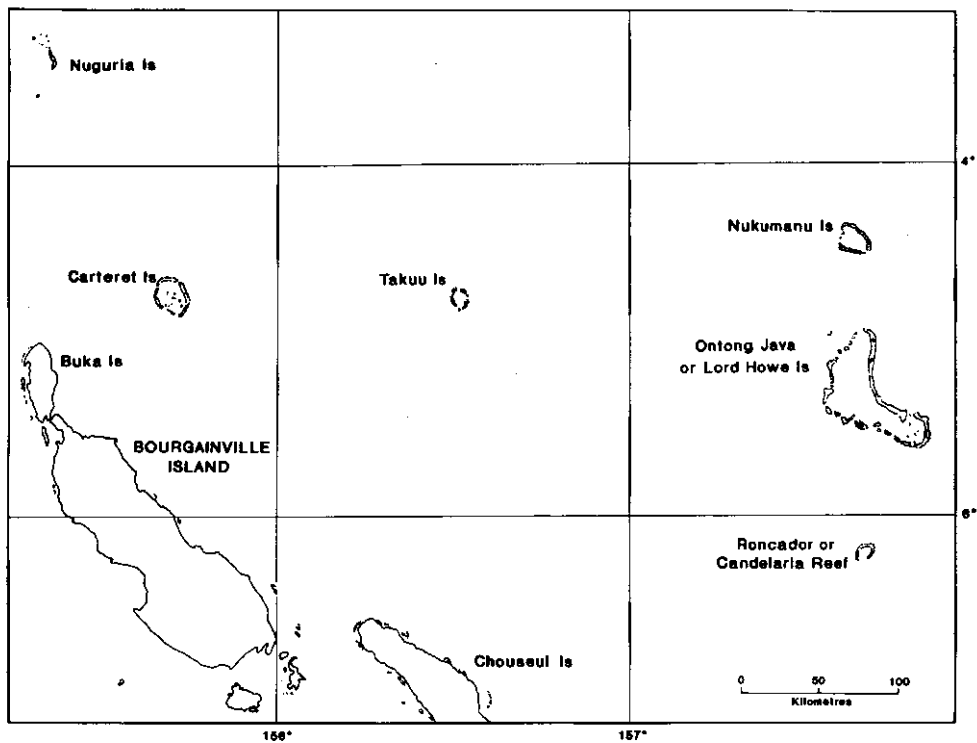 Nuguria Is
4°
Nukumanu Is
Carteret Is
Takuu Is
Ontong Java
or Lord Howe Is
Buka Is
BOURGAINVILLE
ISLAND
6°
Roncador or
Candelaria Reef
Chouseul Is
0 50 100
Kilometres
156° 157°